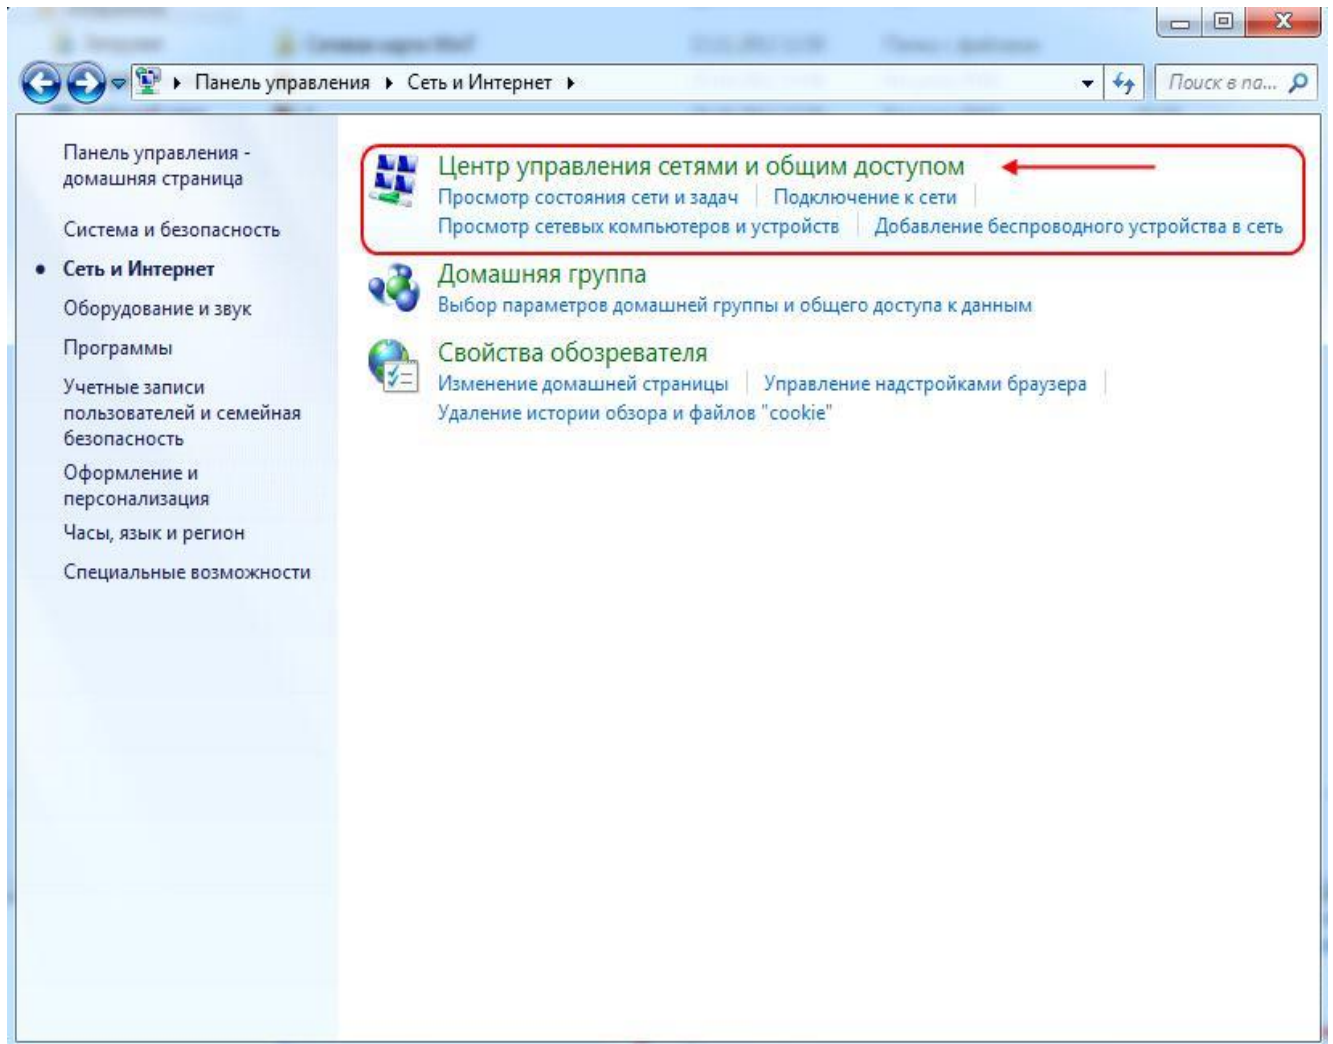 Панель управления ▸ Сеть и Интернет ▸
Поиск в па...
Панель управления -
домашняя страница
Система и безопасность
• Сеть и Интернет
Оборудование и звук
Программы
Учетные записи
пользователей и семейная
безопасность
Оформление и
персонализация
Часы, язык и регион
Специальные возможности
Центр управления сетями и общим доступом
Просмотр состояния сети и задач | Подключение к сети
Просмотр сетевых компьютеров и устройств | Добавление беспроводного устройства в сеть
Домашняя группа
Выбор параметров домашней группы и общего доступа к данным
Свойства обозревателя
Изменение домашней страницы | Управление надстройками браузера
Удаление истории обзора и файлов "cookie"